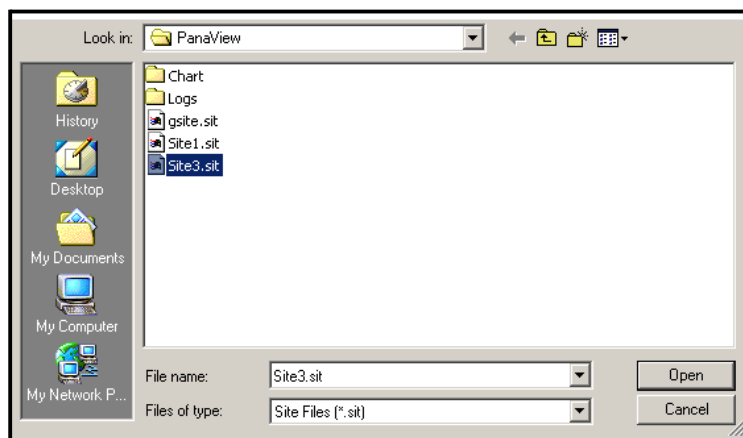 Look in: PanaView
History
Desktop
My Documents
My Computer
My Network P...
Chart
Logs
gsite.sit
Site1.sit
Site3.sit
File name: Site3.sit Open
Files of type: Site Files (*.sit) Cancel